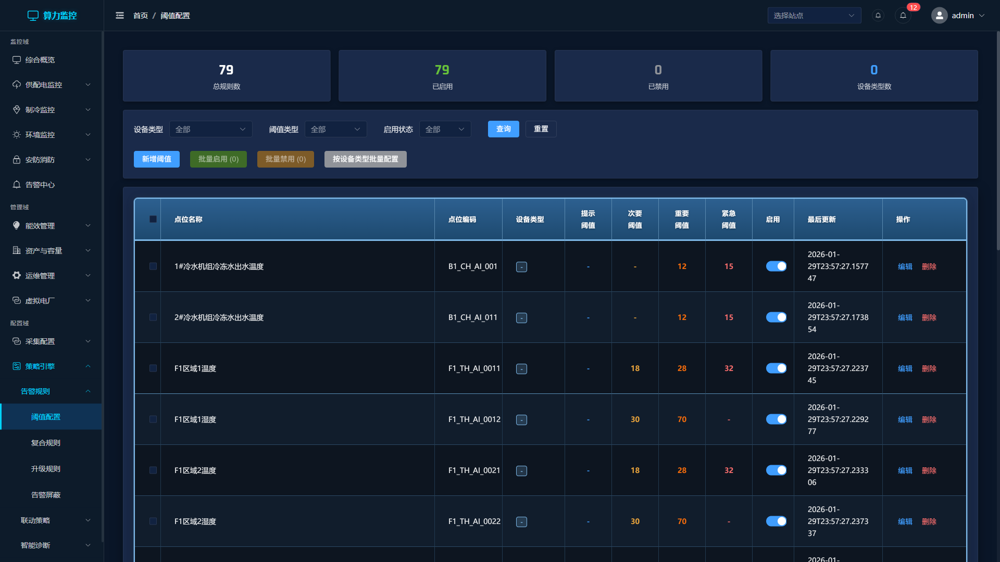 算力监控
首页 / 阈值配置
选择站点
12
admin
监控域
综合概览
供配电监控
制冷监控
环境监控
安防消防
告警中心
管理域
能效管理
资产与容量
运维管理
虚拟电厂
配置域
采集配置
策略引擎
告警规则
阈值配置
复合规则
升级规则
告警屏蔽
联动策略
智能诊断
79
总规则数
79
已启用
0
已禁用
0
设备类型数
设备类型 全部 阈值类型 全部 启用状态 全部 查询 重置
新增阈值 批量启用 (0) 批量禁用 (0) 按设备类型批量配置
点位名称 点位编码 设备类型 提示阈值 次要阈值 重要阈值 紧急阈值 启用 最后更新 操作
1#冷水机组冷冻水出水温度 B1_CH_AI_001 - - - 12 15 2026-01-29T23:57:27.157747 编辑 删除
2#冷水机组冷冻水出水温度 B1_CH_AI_011 - - - 12 15 2026-01-29T23:57:27.173854 编辑 删除
F1区域1温度 F1_TH_AI_0011 - - 18 28 32 2026-01-29T23:57:27.223745 编辑 删除
F1区域1湿度 F1_TH_AI_0012 - - 30 70 - 2026-01-29T23:57:27.229277 编辑 删除
F1区域2温度 F1_TH_AI_0021 - - 18 28 32 2026-01-29T23:57:27.233306 编辑 删除
F1区域2湿度 F1_TH_AI_0022 - - 30 70 - 2026-01-29T23:57:27.237337 编辑 删除
2026-01-